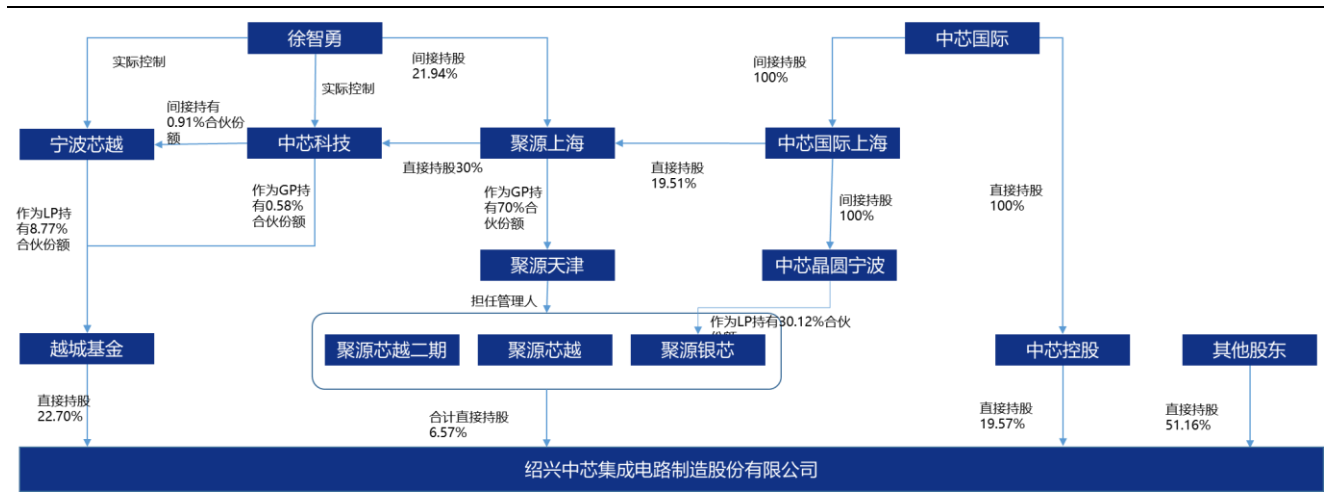 徐智勇
中芯国际
实际控制
实际控制
间接持股
21.94%
间接持股
100%
间接持有
0.91%合伙份
额
宁波芯越
中芯科技
聚源上海
中芯国际上海
直接持股30%
直接持股
19.51%
直接持股
100%
作为LP持
有8.77%
合伙份额
作为GP持
有0.58%
合伙份额
作为GP持
有70%合
伙份额
间接持股
100%
聚源天津
中芯晶圆宁波
担任管理人
作为LP持有30.12%合伙
份额
越城基金
聚源芯越二期
聚源芯越
聚源银芯
中芯控股
其他股东
直接持股
22.70%
合计直接持股
6.57%
直接持股
19.57%
直接持股
51.16%
绍兴中芯集成电路制造股份有限公司